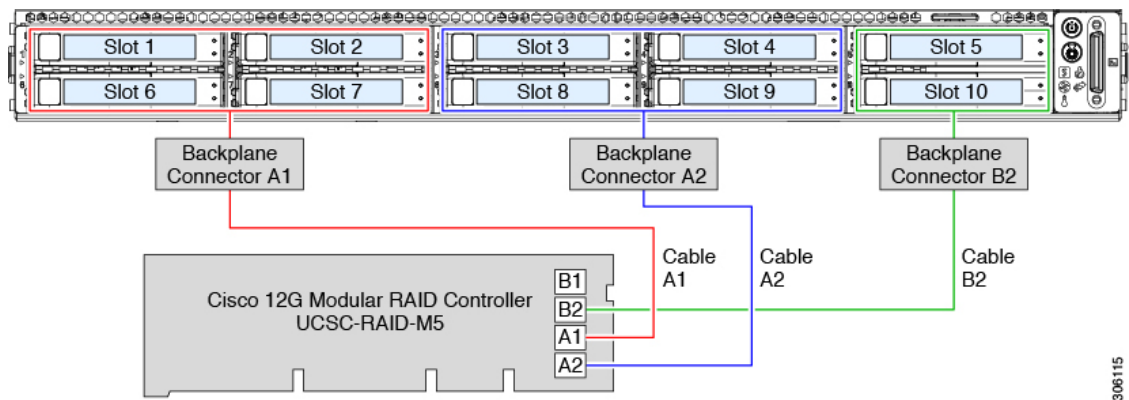 Slot 1
Slot 2
Slot 3
Slot 4
Slot 5
Slot 6
Slot 7
Slot 8
Slot 9
Slot 10
Backplane
Connector A1
Backplane
Connector A2
Backplane
Connector B2
Cable
A1
Cable
A2
Cable
B2
Cisco 12G Modular RAID Controller
UCSC-RAID-M5
B1
B2
A1
A2
306115